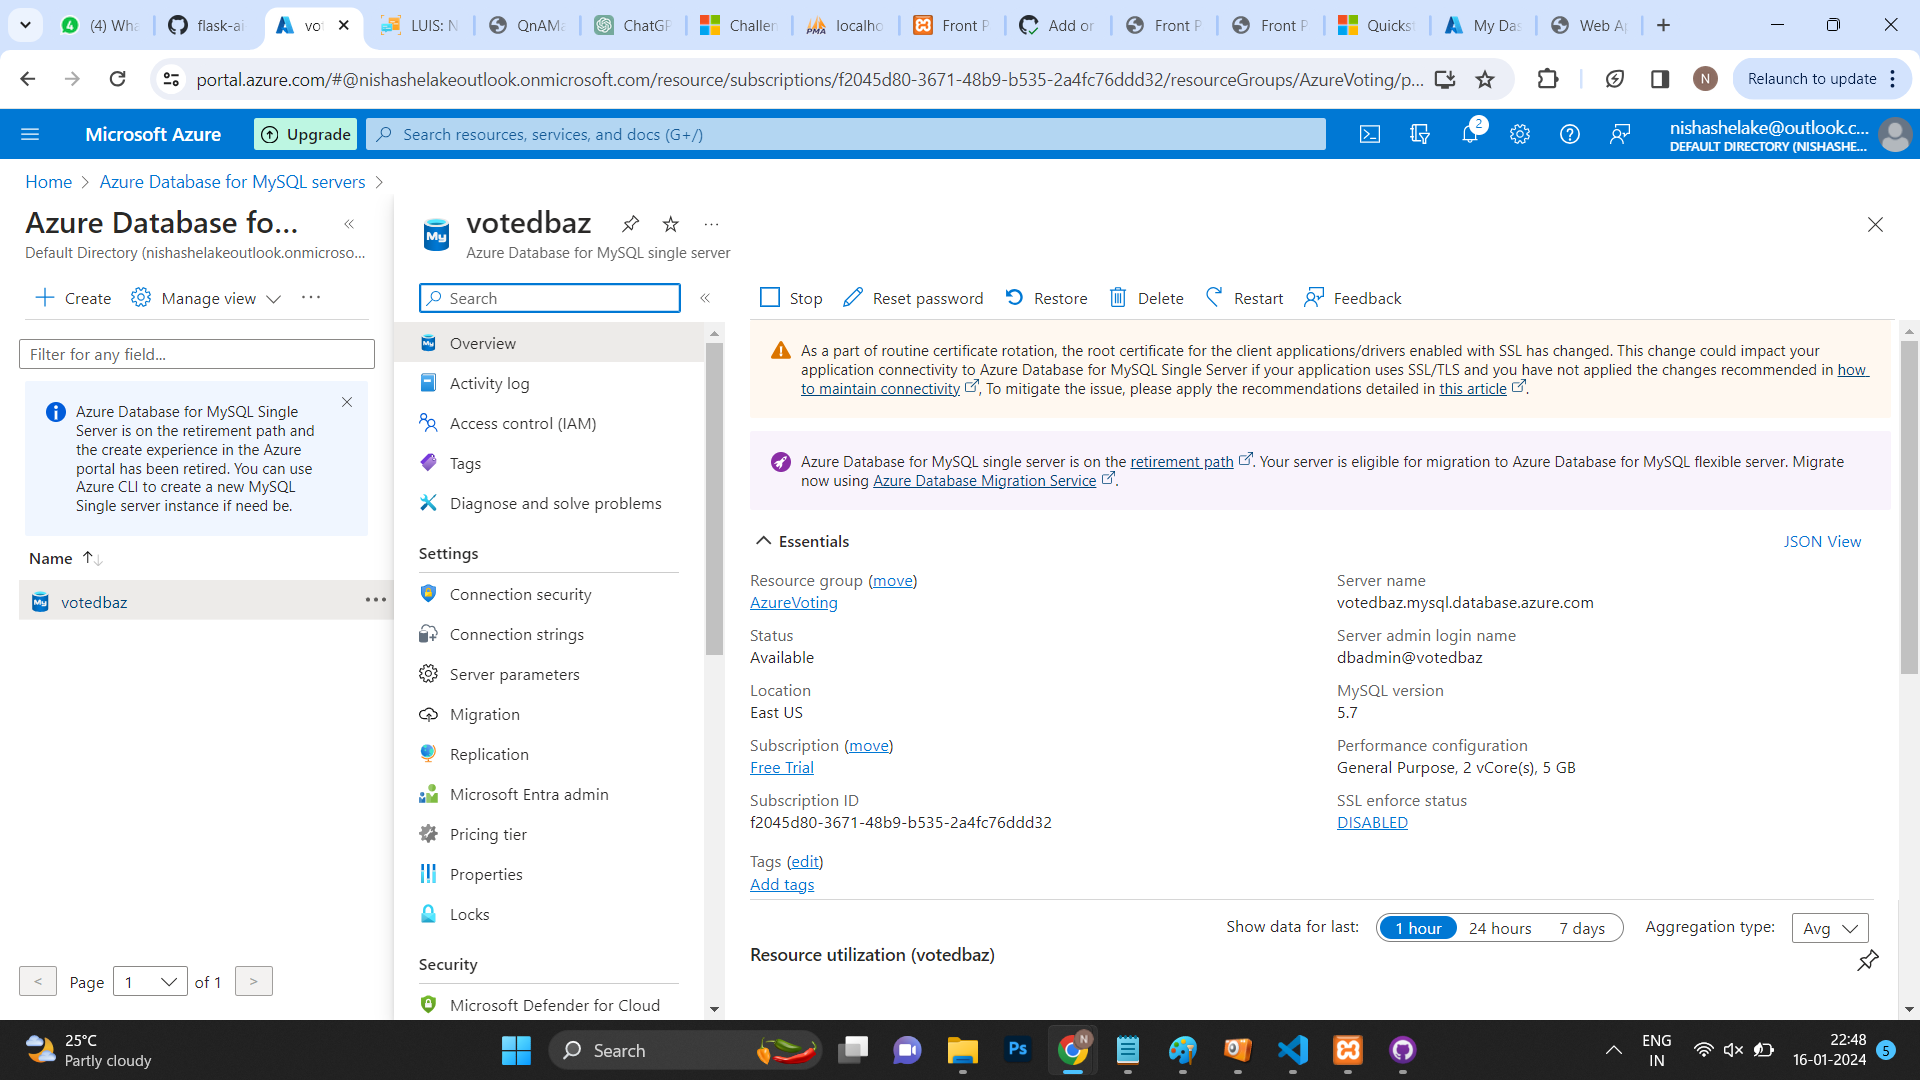 (4) Wha
flask-ai
vot
LUIS: N
QnAMa
ChatGP
Challen
localho
Front P
Add or
Front P
Front P
Quickst
My Das
Web Ap
portal.azure.com/#@nishashelakeoutlook.onmicrosoft.com/resource/subscriptions/f2045d80-3671-48b9-b535-2a4fc76ddd32/resourceGroups/AzureVoting/p...
N
Relaunch to update
Microsoft Azure
Upgrade
Search resources, services, and docs (G+/)
2
nishashelake@outlook.c...
DEFAULT DIRECTORY (NISHASHE...
Home > Azure Database for MySQL servers >
Azure Database fo...
Default Directory (nishashelakeoutlook.onmicroso...
Create
Manage view
Filter for any field...
Azure Database for MySQL Single
Server is on the retirement path and
the create experience in the Azure
portal has been retired. You can use
Azure CLI to create a new MySQL
Single server instance if need be.
Name
My votedbaz
< Page 1 of 1 >
My
votedbaz
Azure Database for MySQL single server
Search
Overview
Activity log
Access control (IAM)
Tags
Diagnose and solve problems
Settings
Connection security
Connection strings
Server parameters
Migration
Replication
Microsoft Entra admin
Pricing tier
Properties
Locks
Security
Microsoft Defender for Cloud
Stop
Reset password
Restore
Delete
Restart
Feedback
As a part of routine certificate rotation, the root certificate for the client applications/drivers enabled with SSL has changed. This change could impact your
application connectivity to Azure Database for MySQL Single Server if your application uses SSL/TLS and you have not applied the changes recommended in how
to maintain connectivity, To mitigate the issue, please apply the recommendations detailed in this article.
Azure Database for MySQL single server is on the retirement path. Your server is eligible for migration to Azure Database for MySQL flexible server. Migrate
now using Azure Database Migration Service.
Essentials
JSON View
Resource group (move)
AzureVoting
Status
Available
Location
East US
Subscription (move)
Free Trial
Subscription ID
f2045d80-3671-48b9-b535-2a4fc76ddd32
Tags (edit)
Add tags
Server name
votedbaz.mysql.database.azure.com
Server admin login name
dbadmin@votedbaz
MySQL version
5.7
Performance configuration
General Purpose, 2 vCore(s), 5 GB
SSL enforce status
DISABLED
Show data for last: 1 hour 24 hours 7 days Aggregation type: Avg
Resource utilization (votedbaz)
25°C
Partly cloudy
Search
Ps
N
ENG
IN
22:48
16-01-2024
5